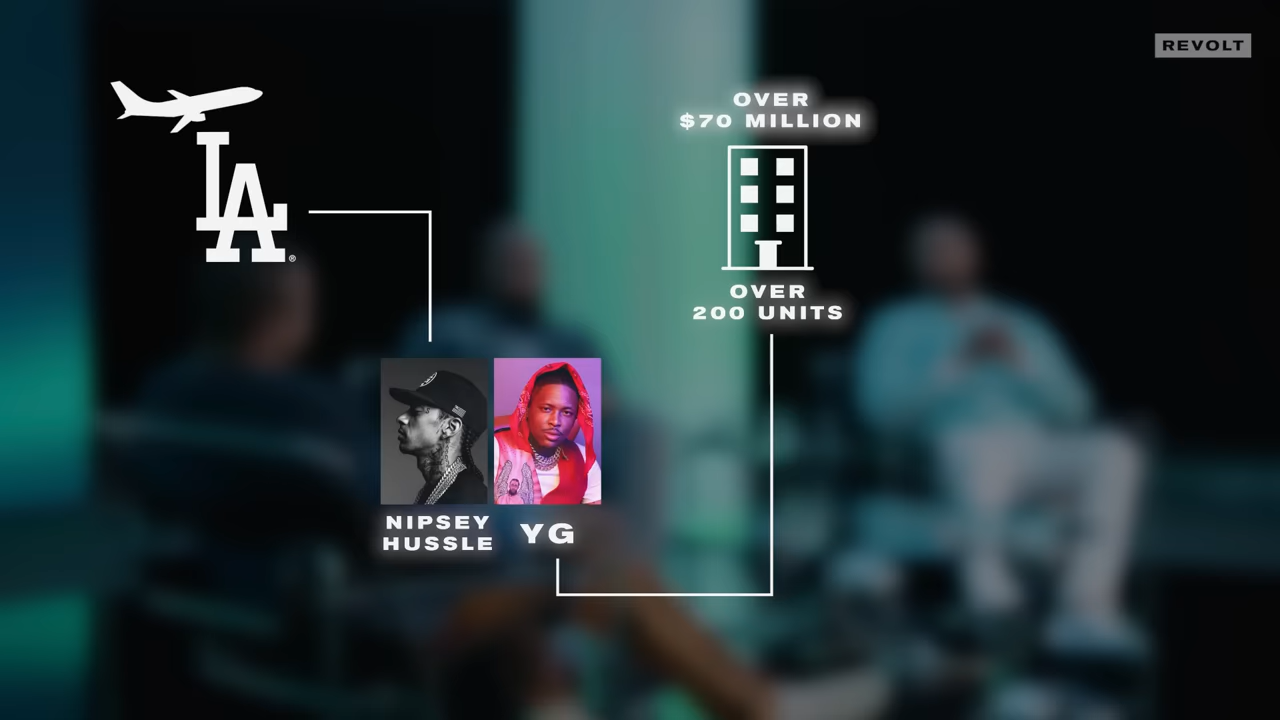 REVOLT
LA
OVER
$70 MILLION
OVER
200 UNITS
NIPSEY
HUSSLE
YG